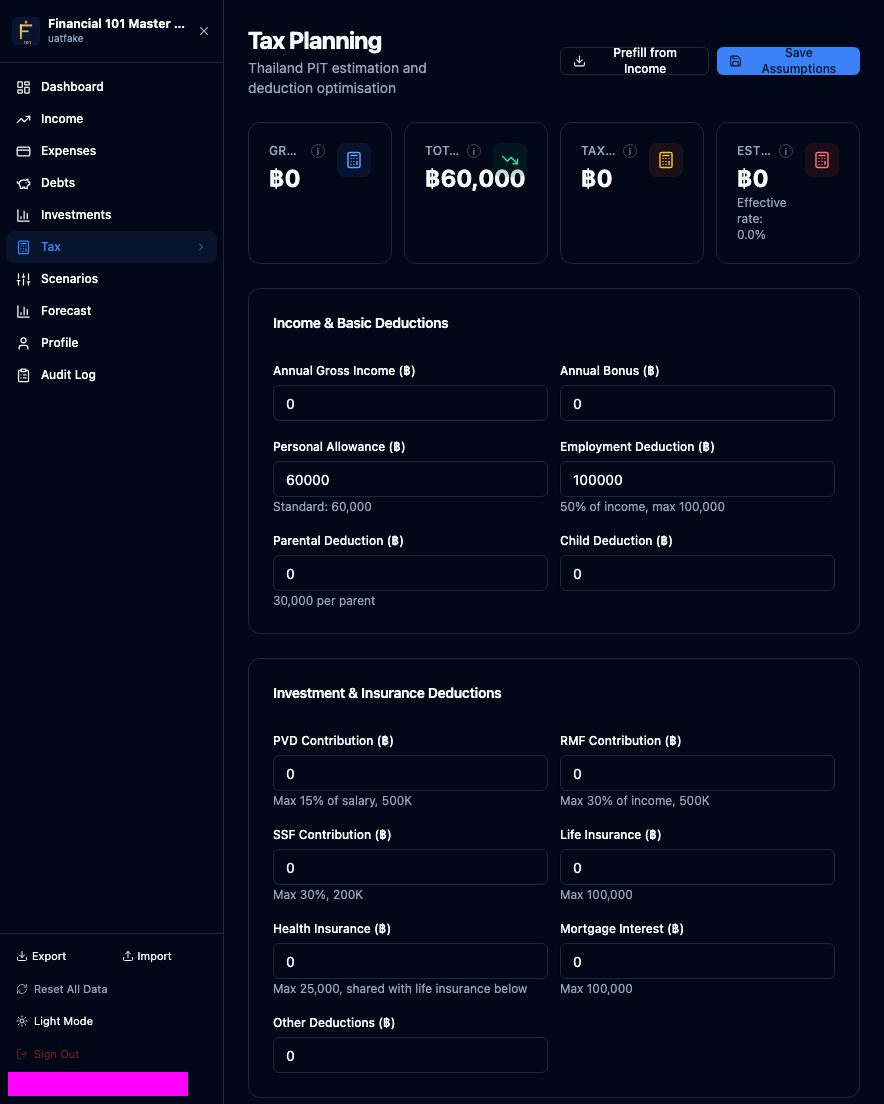 Financial 101 Master ...
uatfake
Dashboard
Income
Expenses
Debts
Investments
Tax
Scenarios
Forecast
Profile
Audit Log
Export
Import
Reset All Data
Light Mode
Sign Out
Tax Planning
Thailand PIT estimation and
deduction optimisation
Prefill from
Income
Save
Assumptions
GR...
฿0
TOT...
฿60,000
TAX...
฿0
EST...
฿0
Effective
rate:
0.0%
Income & Basic Deductions
Annual Gross Income (฿)
0
Annual Bonus (฿)
0
Personal Allowance (฿)
60000
Standard: 60,000
Employment Deduction (฿)
100000
50% of income, max 100,000
Parental Deduction (฿)
0
30,000 per parent
Child Deduction (฿)
0
Investment & Insurance Deductions
PVD Contribution (฿)
0
Max 15% of salary, 500K
RMF Contribution (฿)
0
Max 30% of income, 500K
SSF Contribution (฿)
0
Max 30%, 200K
Life Insurance (฿)
0
Max 100,000
Health Insurance (฿)
0
Max 25,000, shared with life insurance below
Mortgage Interest (฿)
0
Max 100,000
Other Deductions (฿)
0